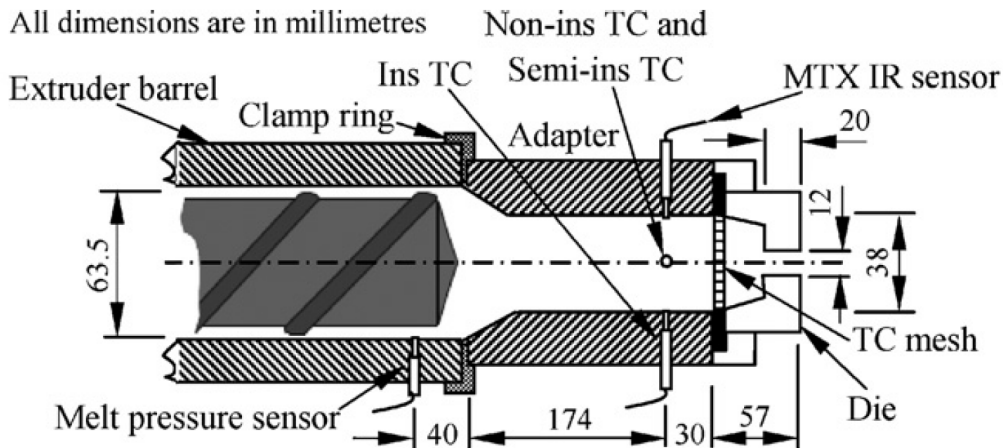 All dimensions are in millimetres
Non-ins TC and
Semi-ins TC
Ins TC
MTX IR sensor
Extruder barrel
Clamp ring
Adapter
20
12
63.5
38
TC mesh
Die
Melt pressure sensor
40
174
30
57